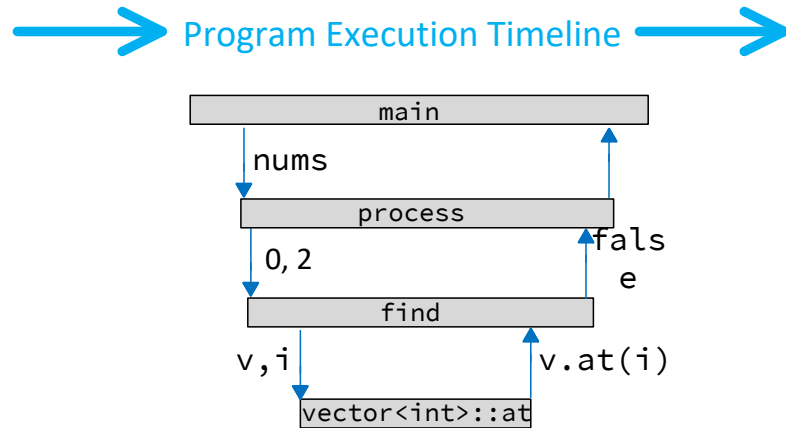 Program Execution Timeline
main
nums
process
0, 2
fals
e
find
v,i
v.at(i)
vector<int>::at